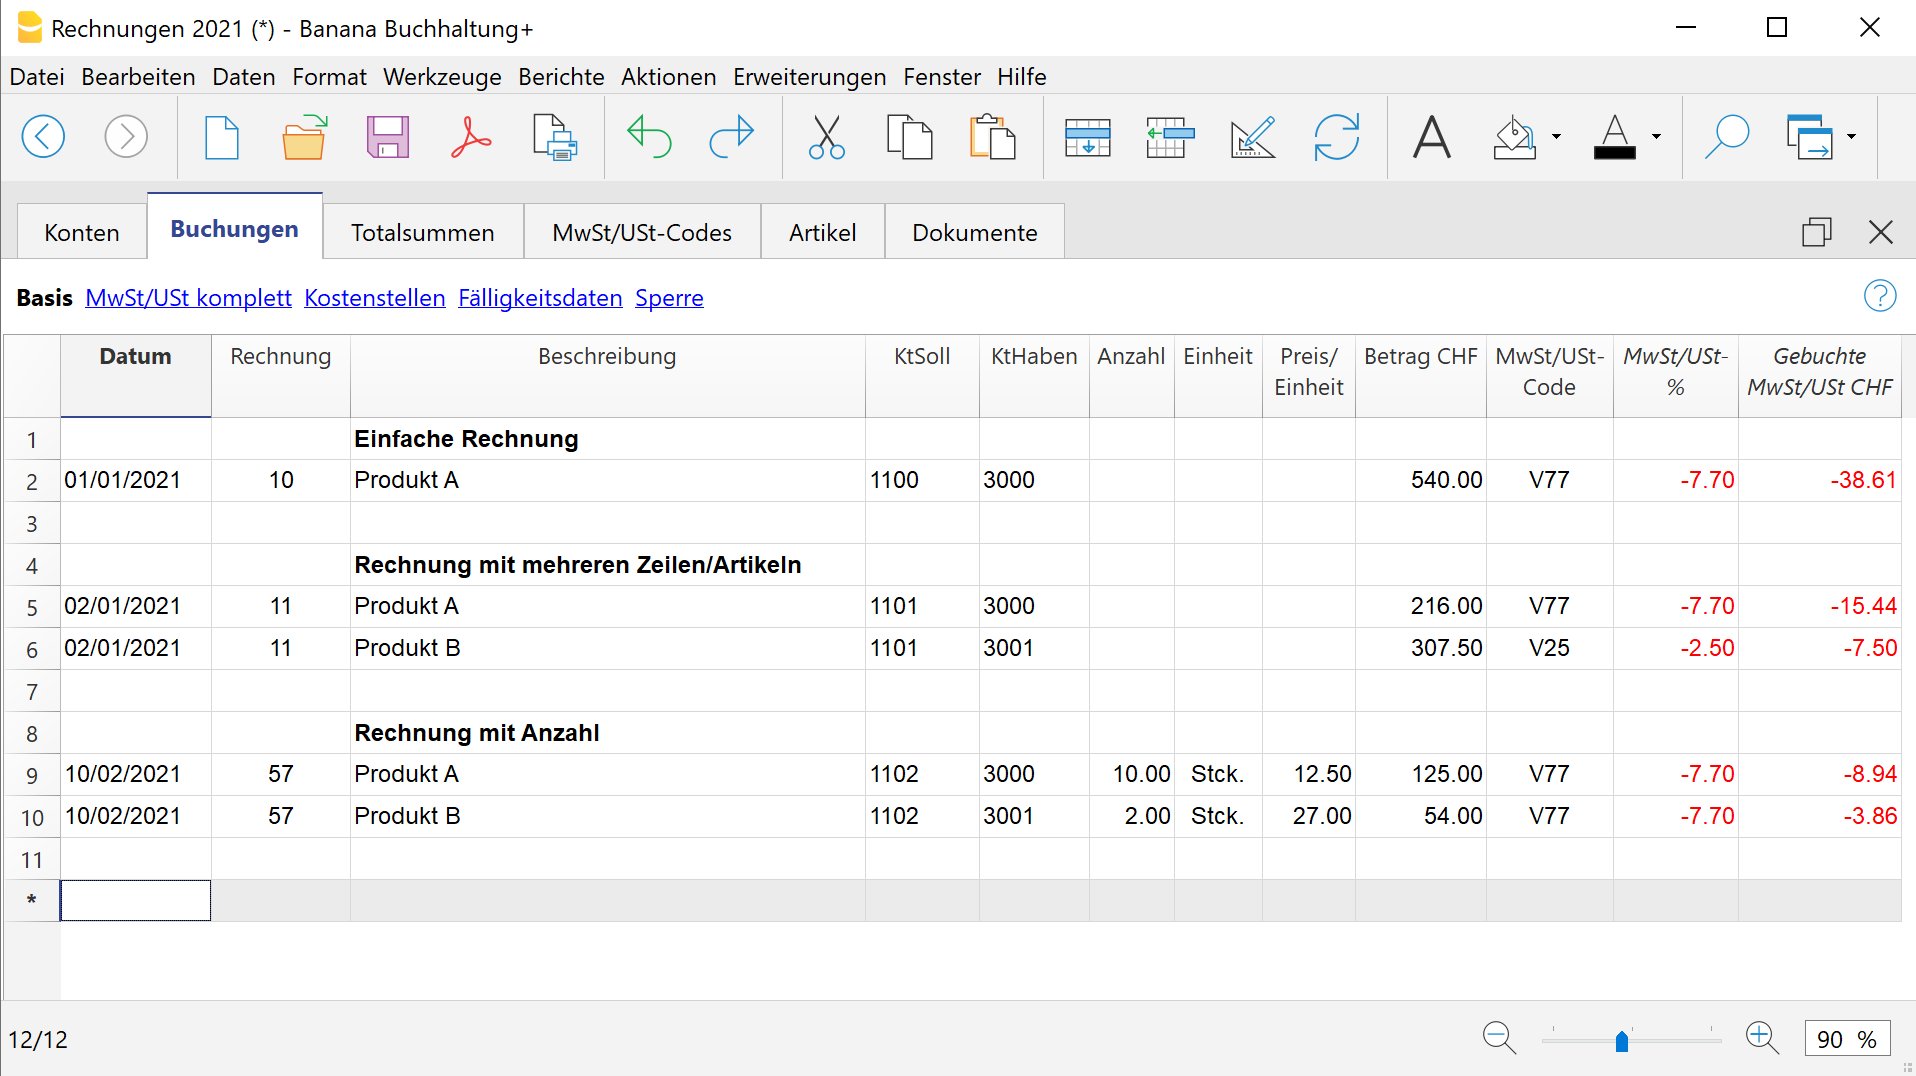 Rechnungen 2021 (*) - Banana Buchhaltung+
Datei Bearbeiten Daten Format Werkzeuge Berichte Aktionen Erweiterungen Fenster Hilfe
Konten Buchungen Totalsummen MwSt/USt-Codes Artikel Dokumente
Basis MwSt/USt komplett Kostenstellen Fälligkeitsdaten Sperre ?
Datum Rechnung Beschreibung KtSoll KtHaben Anzahl Einheit Preis/ Betrag CHF MwSt/USt- MwSt/USt- Gebuchte
Einheit Code % MwSt/USt CHF
1 Einfache Rechnung
2 01/01/2021 10 Produkt A 1100 3000 540.00 V77 -7.70 -38.61
3
4 Rechnung mit mehreren Zeilen/Artikeln
5 02/01/2021 11 Produkt A 1101 3000 216.00 V77 -7.70 -15.44
6 02/01/2021 11 Produkt B 1101 3001 307.50 V25 -2.50 -7.50
7
8 Rechnung mit Anzahl
9 10/02/2021 57 Produkt A 1102 3000 10.00 Stck. 12.50 125.00 V77 -7.70 -8.94
10 10/02/2021 57 Produkt B 1102 3001 2.00 Stck. 27.00 54.00 V77 -7.70 -3.86
11
*
12/12 90 %